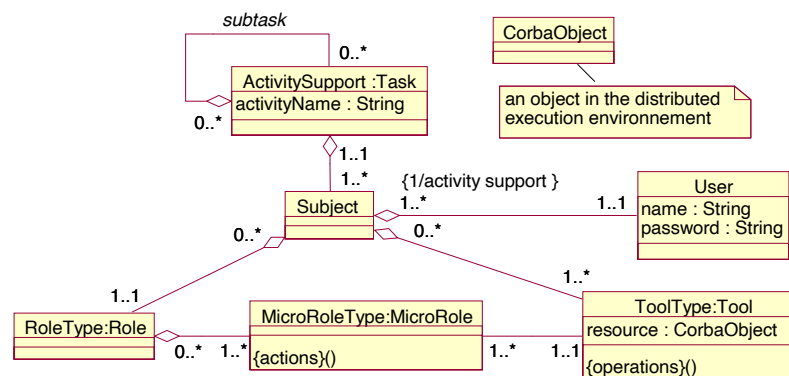 subtask
0..*
CorbaObject
ActivitySupport :Task
activityName : String
0..*
an object in the distributed
execution environnement
1..1
1..*
{1/activity support }
Subject
1..*
1..1
User
name : String
password : String
0..*
0..*
1..1
1..*
RoleType:Role
0..*
1..*
MicroRoleType:MicroRole
{actions}()
1..*
1..1
ToolType:Tool
resource : CorbaObject
{operations}()